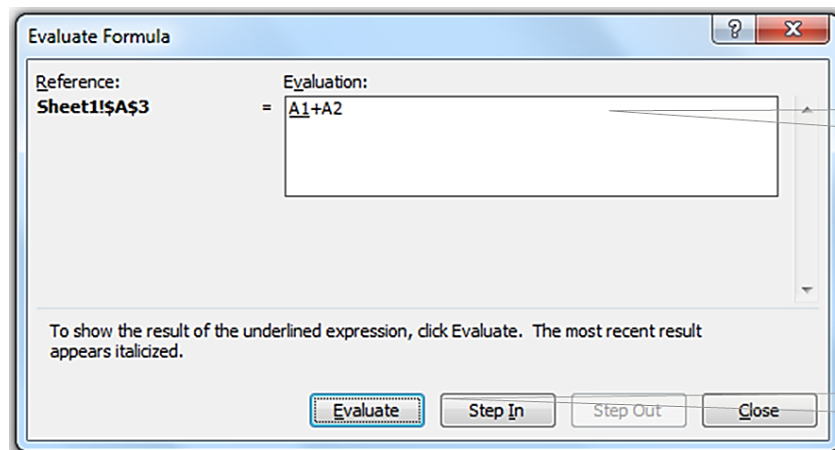 Evaluate Formula
Reference:
Evaluation:
Sheet1!$A$3
= A1+A2
To show the result of the underlined expression, click Evaluate. The most recent result
appears italicized.
Evaluate
Step In
Step Out
Close